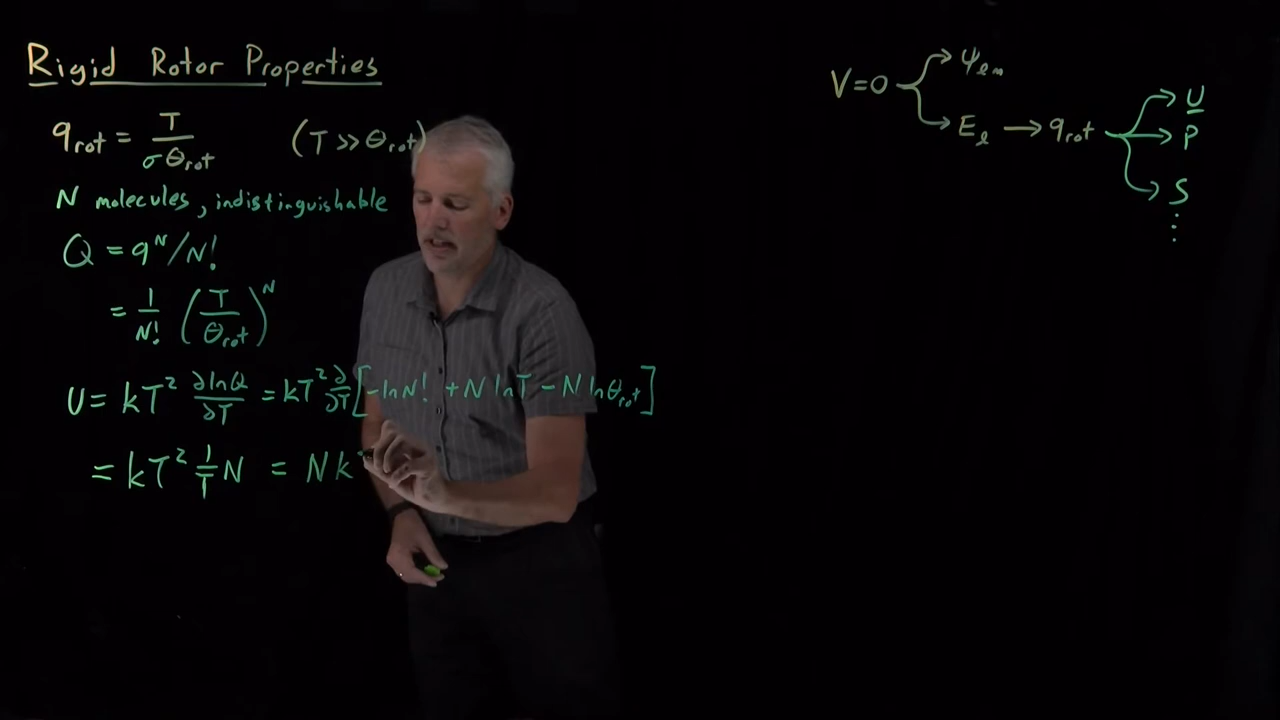 Rigid Rotor Properties
q_rot = T / σ Θ_rot (T >> Θ_rot)
N molecules, indistinguishable
Q = q^N / N!
= 1/N! (T / Θ_rot)^N
U = kT² ∂lnQ/∂T = kT² ∂/∂T [-ln N! + N ln T - N ln Θ_rot]
= kT² 1/T N = Nk
V=0 → ψ_lm
→ E_l → q_rot → U
→ P
→ S
⋮